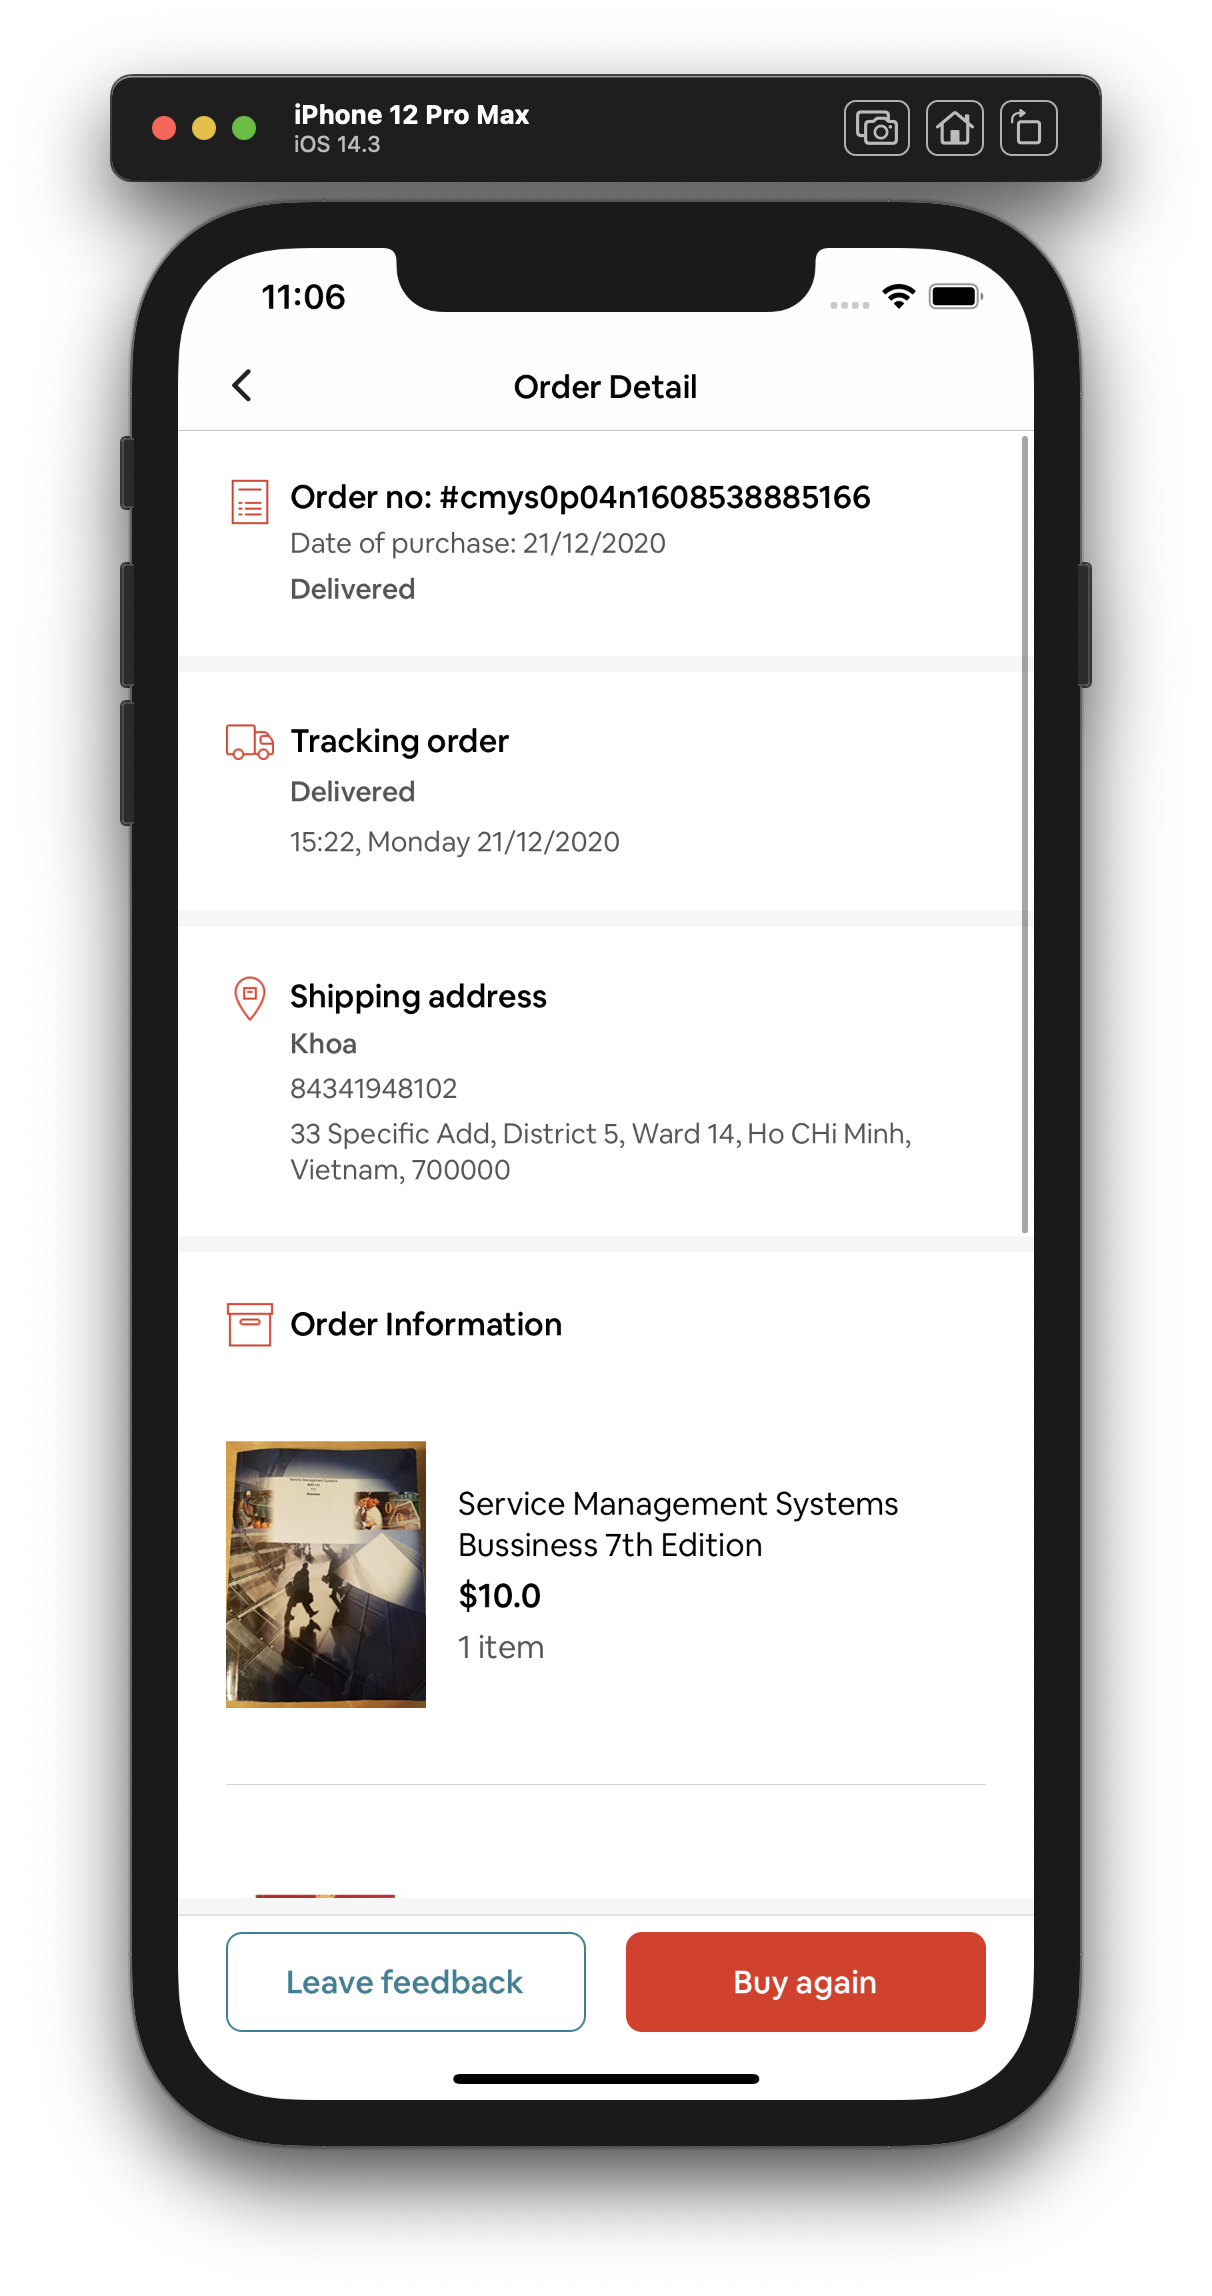 iPhone 12 Pro Max
iOS 14.3
11:06
Order Detail
Order no: #cmys0p04n1608538885166
Date of purchase: 21/12/2020
Delivered
Tracking order
Delivered
15:22, Monday 21/12/2020
Shipping address
Khoa
84341948102
33 Specific Add, District 5, Ward 14, Ho CHi Minh,
Vietnam, 700000
Order Information
Service Management Systems
Service Management Systems
Bussiness 7th Edition
$10.0
1 item
Leave feedback
Buy again